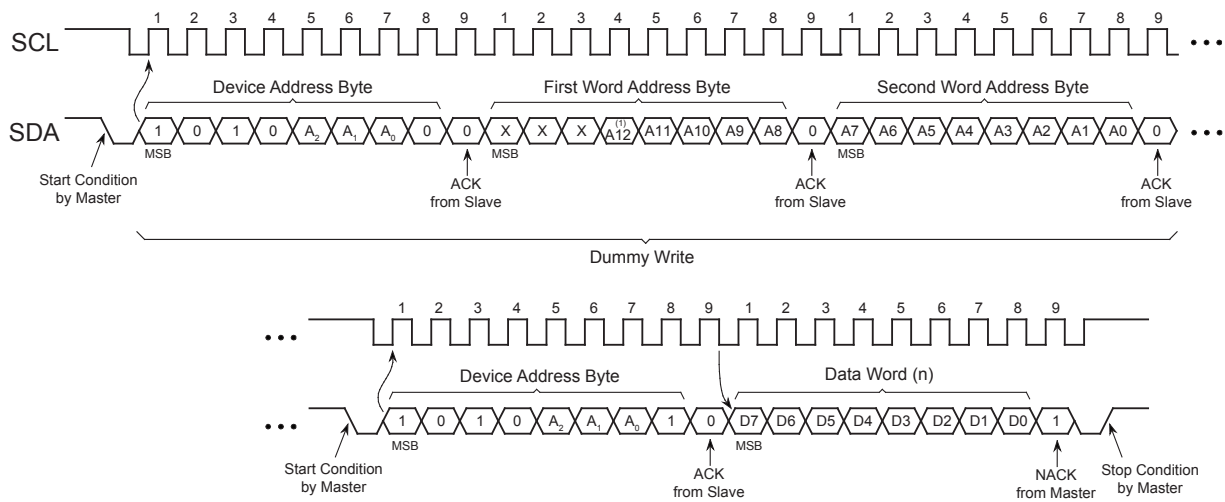 1 2 3 4 5 6 7 8 9 1 2 3 4 5 6 7 8 9 1 2 3 4 5 6 7 8 9
SCL
Device Address Byte First Word Address Byte Second Word Address Byte
SDA 1 0 1 0 A2 A1 A0 0 0 X X X A12(1) A11 A10 A9 A8 0 A7 A6 A5 A4 A3 A2 A1 A0 0
MSB MSB MSB
Start Condition
by Master
ACK
from Slave
ACK
from Slave
ACK
from Slave
Dummy Write
1 2 3 4 5 6 7 8 9 1 2 3 4 5 6 7 8 9
Device Address Byte Data Word (n)
1 0 1 0 A2 A1 A0 1 0 D7 D6 D5 D4 D3 D2 D1 D0 1
MSB MSB
Start Condition
by Master
ACK
from Slave
NACK
from Master
Stop Condition
by Master